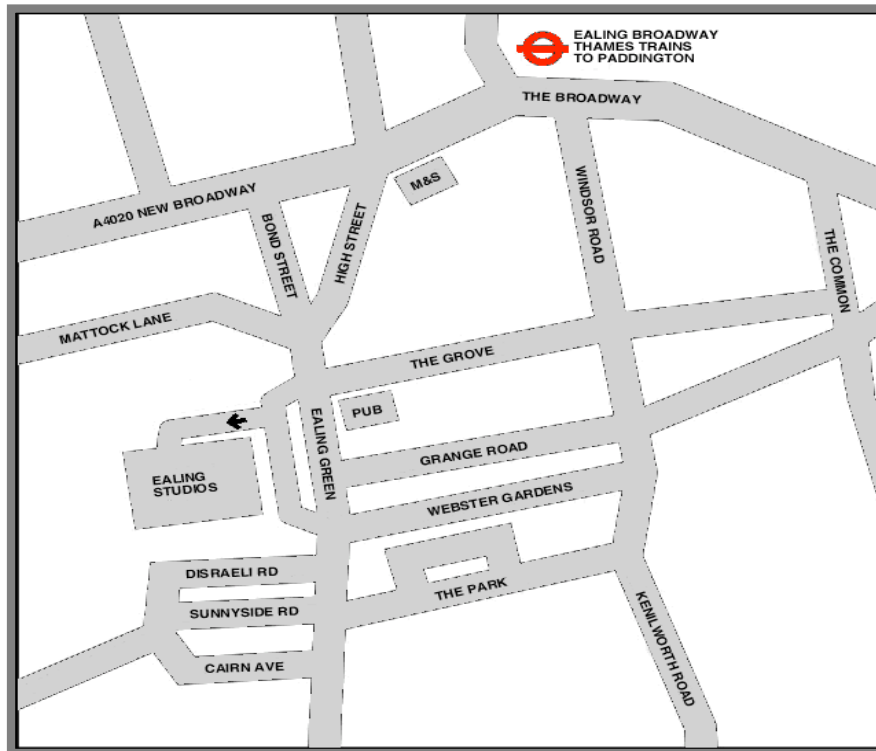 EALING BROADWAY
THAMES TRAINS
TO PADDINGTON
THE BROADWAY
M&S
A4020 NEW BROADWAY
WINDSOR ROAD
HIGH STREET
BOND STREET
THE COMMON
MATTOCK LANE
THE GROVE
PUB
EALING GREEN
GRANGE ROAD
EALING
STUDIOS
WEBSTER GARDENS
DISRAELI RD
THE PARK
SUNNYSIDE RD
KENILWORTH ROAD
CAIRN AVE